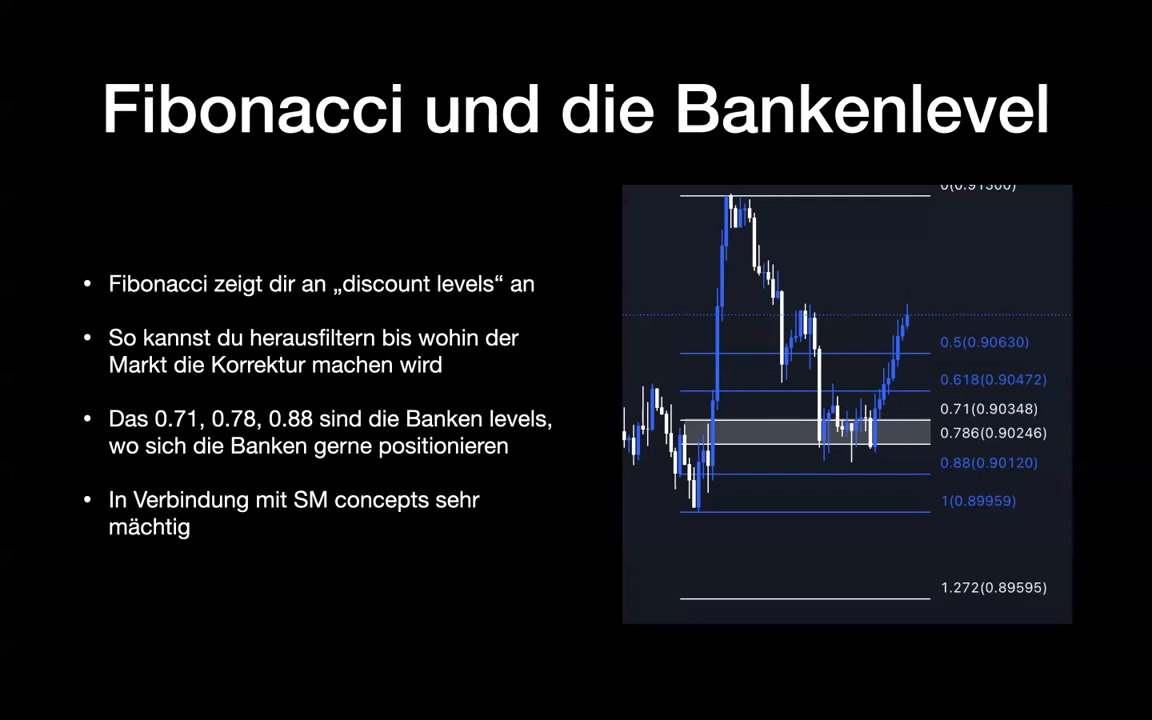 Fibonacci und die Bankenlevel
• Fibonacci zeigt dir an „discount levels“ an
• So kannst du herausfiltern bis wohin der
Markt die Korrektur machen wird
• Das 0.71, 0.78, 0.88 sind die Banken levels,
wo sich die Banken gerne positionieren
• In Verbindung mit SM concepts sehr
mächtig
0(0.91300)
0.5(0.90630)
0.618(0.90472)
0.71(0.90348)
0.786(0.90246)
0.88(0.90120)
1(0.89959)
1.272(0.89595)